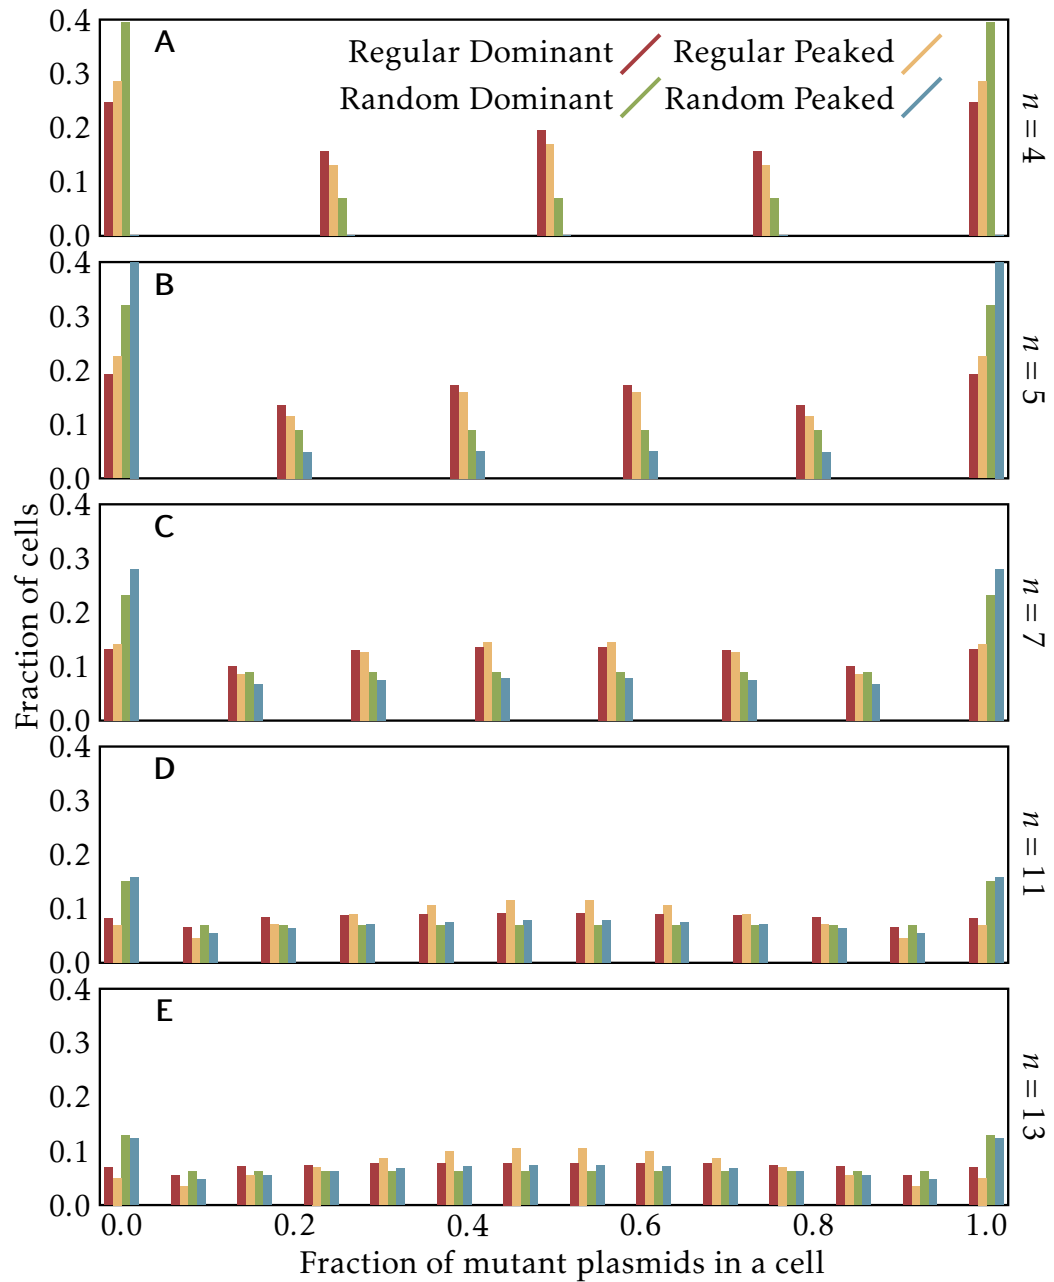 Fraction of cells
0.4
0.3
0.2
0.1
0.0
A
Regular Dominant
Regular Peaked
Random Dominant
Random Peaked
n = 4
0.4
0.3
0.2
0.1
0.0
B
n = 5
0.4
0.3
0.2
0.1
0.0
C
n = 7
0.4
0.3
0.2
0.1
0.0
D
n = 11
0.4
0.3
0.2
0.1
0.0
E
n = 13
0.0 0.2 0.4 0.6 0.8 1.0
Fraction of mutant plasmids in a cell